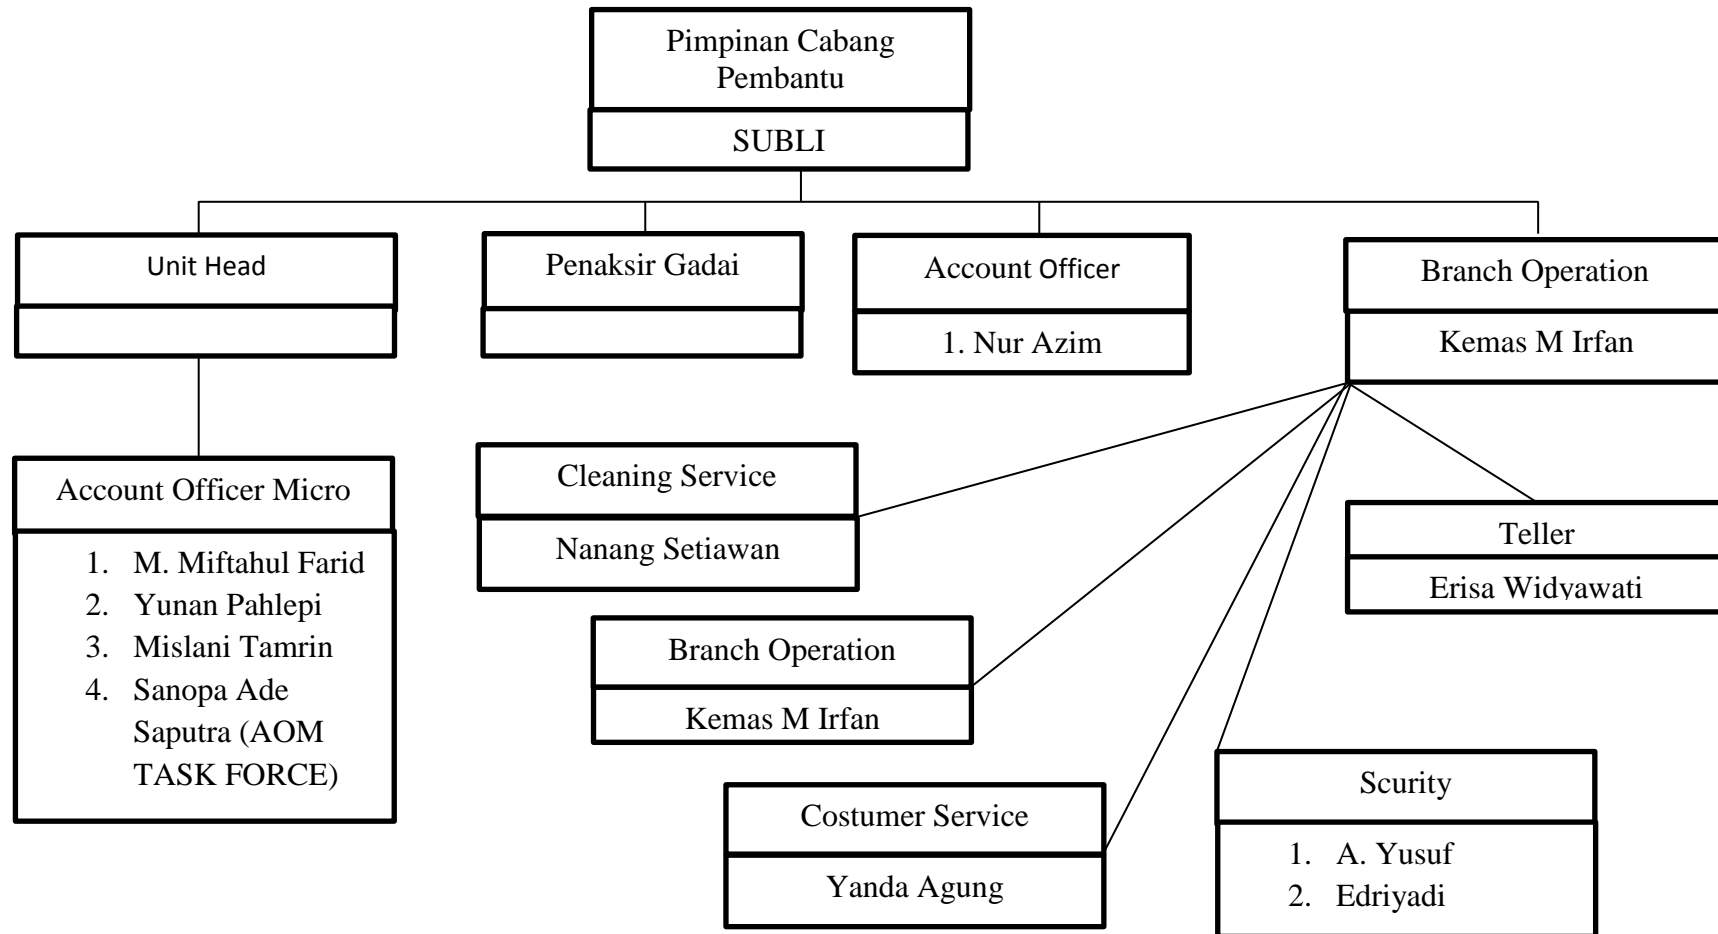 Pimpinan Cabang
Pembantu
SUBLI
Unit Head
Penaksir Gadai
Account Officer
1. Nur Azim
Branch Operation
Kemas M Irfan
Account Officer Micro
1. M. Miftahul Farid
2. Yunan Pahlepi
3. Mislani Tamrin
4. Sanopa Ade
Saputra (AOM
TASK FORCE)
Cleaning Service
Nanang Setiawan
Teller
Erisa Widyawati
Branch Operation
Kemas M Irfan
Costumer Service
Yanda Agung
Scurity
1. A. Yusuf
2. Edriyadi